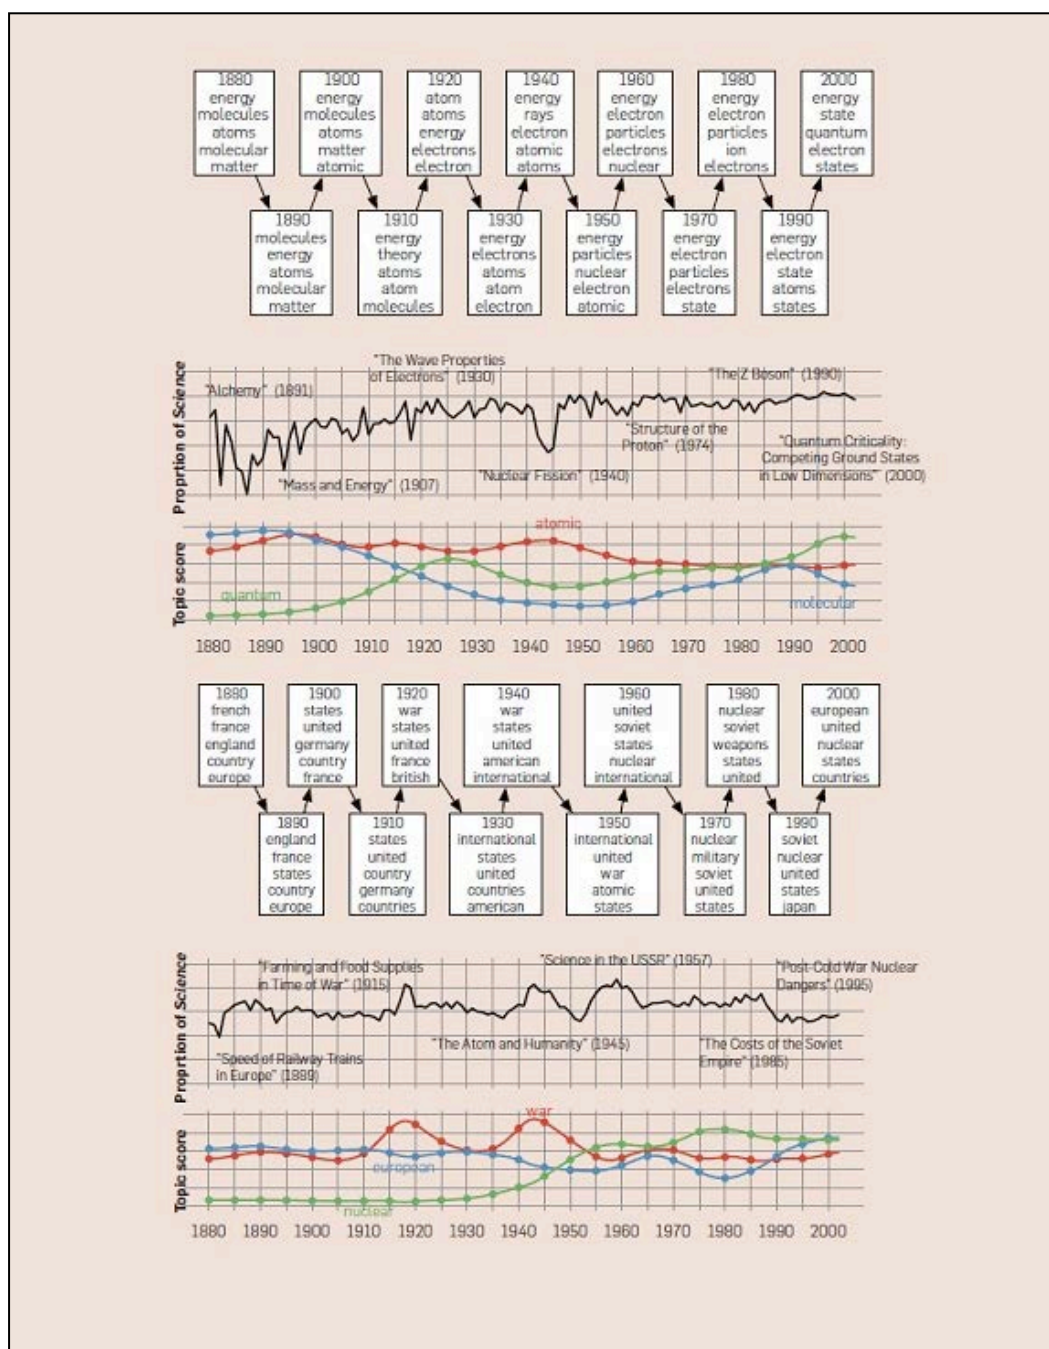 1880
energy
molecules
atoms
molecular
matter
1900
energy
molecules
atoms
matter
atomic
1920
atom
atoms
energy
electrons
electron
1940
energy
rays
electron
atomic
atoms
1960
energy
electron
particles
electrons
nuclear
1980
energy
electron
particles
ion
electrons
2000
energy
state
quantum
electron
states
1890
molecules
energy
atoms
molecular
matter
1910
energy
theory
atoms
atom
molecules
1930
energy
electrons
atoms
atom
electron
1950
energy
particles
nuclear
electron
atomic
1970
energy
electron
particles
electrons
state
1990
energy
electron
state
atoms
states
Proprtion of Science
"Alchemy" (1891)
"The Wave Properties
of Electrons" (1930)
"The Z Boson" (1990)
"Mass and Energy" (1907)
"Nuclear Fission" (1940)
"Structure of the
Proton" (1974)
"Quantum Criticality:
Competing Ground States
in Low Dimensions" (2000)
Topic score
atomic
quantum
molecular
1880 1890 1900 1910 1920 1930 1940 1950 1960 1970 1980 1990 2000
1880
french
france
england
country
europe
1900
states
united
germany
country
france
1920
war
states
united
france
british
1940
war
states
united
american
international
1960
united
soviet
states
nuclear
international
1980
nuclear
soviet
weapons
states
united
2000
european
united
nuclear
states
countries
1890
england
france
states
country
europe
1910
states
united
country
germany
countries
1930
international
states
united
countries
american
1950
international
united
war
atomic
states
1970
nuclear
military
soviet
united
states
1990
soviet
nuclear
united
states
japan
Proprtion of Science
"Farming and Food Supplies
in Time of War" (1915)
"Science in the USSR" (1957)
"Post-Cold War Nuclear
Dangers" (1995)
"Speed of Railway Trains
in Europe" (1889)
"The Atom and Humanity" (1945)
"The Costs of the Soviet
Empire" (1985)
Topic score
war
european
nuclear
1880 1890 1900 1910 1920 1930 1940 1950 1960 1970 1980 1990 2000